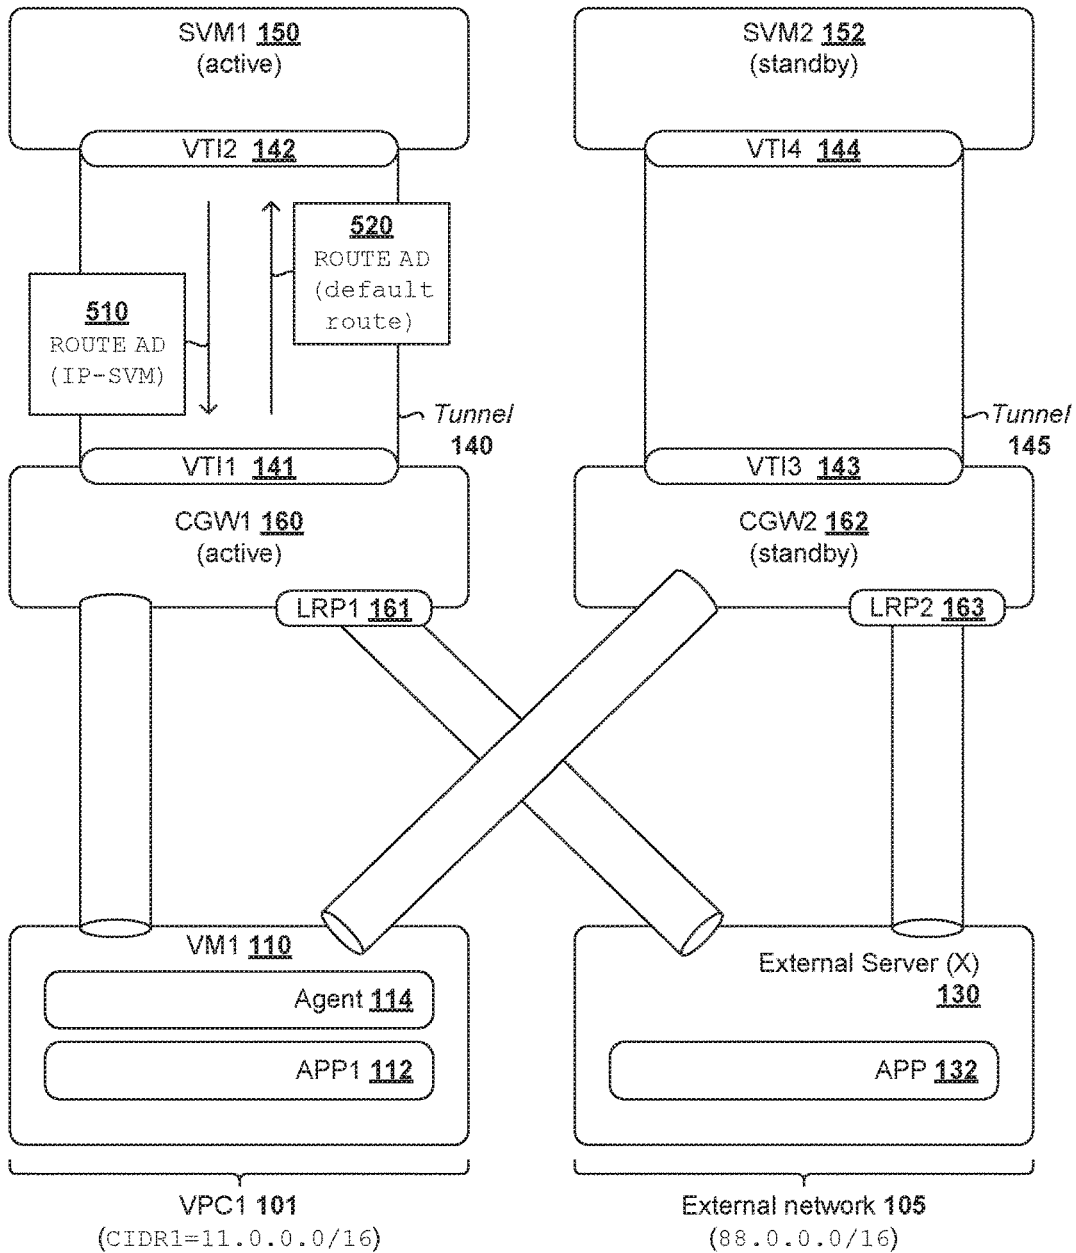 SVM1 150
(active)
SVM2 152
(standby)
VTI2 142
VTI4 144
520
ROUTE AD
(default
route)
510
ROUTE AD
(IP-SVM)
Tunnel
140
Tunnel
145
VTI1 141
VTI3 143
CGW1 160
(active)
CGW2 162
(standby)
LRP1 161
LRP2 163
VM1 110
Agent 114
APP1 112
External Server (X)
130
APP 132
VPC1 101
(CIDR1=11.0.0.0/16)
External network 105
(88.0.0.0/16)